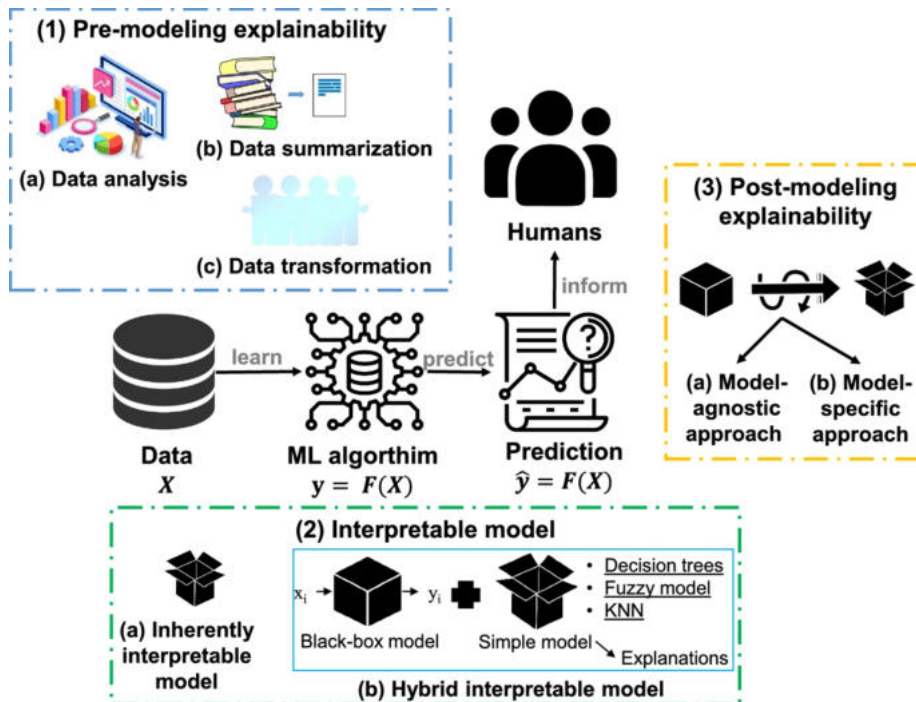 (1) Pre-modeling explainability
(a) Data analysis
(b) Data summarization
(c) Data transformation
Humans
inform
(3) Post-modeling
explainability
(a) Model-
agnostic
approach
(b) Model-
specific
approach
learn
predict
?
Data
X
ML algorthim
y = F(X)
Prediction
ŷ = F(X)
(2) Interpretable model
(a) Inherently
interpretable
model
xᵢ
yᵢ
Black-box model
Simple model
• Decision trees
• Fuzzy model
• KNN
Explanations
(b) Hybrid interpretable model